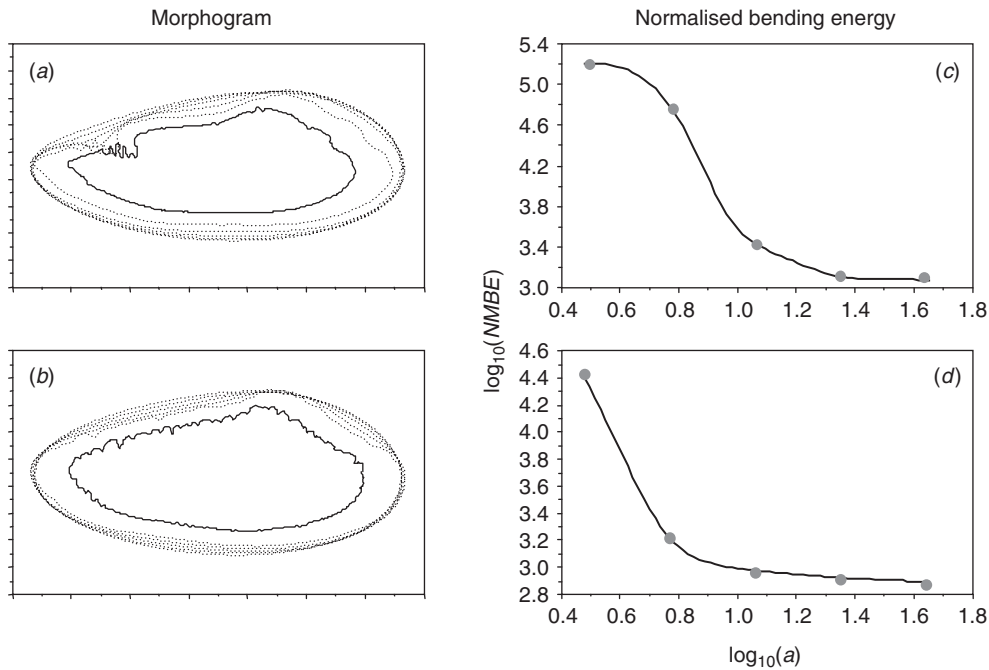 Morphogram
Normalised bending energy
(a)
(b)
(c)
5.4
5.0
4.6
4.2
3.8
3.4
3.0
0.4 0.6 0.8 1.0 1.2 1.4 1.6 1.8
log10(NMBE)
(d)
4.6
4.4
4.2
4.0
3.8
3.6
3.4
3.2
3.0
2.8
0.4 0.6 0.8 1.0 1.2 1.4 1.6 1.8
log10(a)